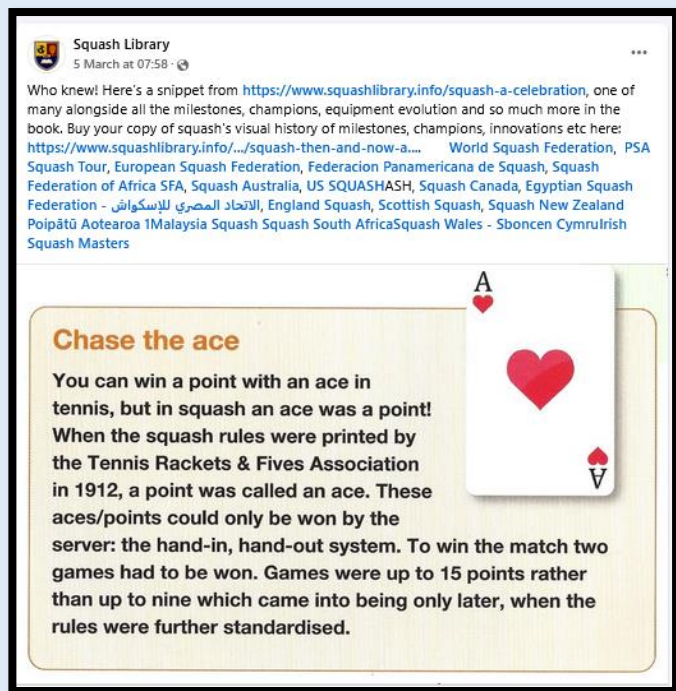 Squash Library
5 March at 07:58 ·
Who knew! Here's a snippet from https://www.squashlibrary.info/squash-a-celebration, one of
many alongside all the milestones, champions, equipment evolution and so much more in the
book. Buy your copy of squash's visual history of milestones, champions, innovations etc here:
https://www.squashlibrary.info/.../squash-then-and-now-a.... World Squash Federation, PSA
Squash Tour, European Squash Federation, Federacion Panamericana de Squash, Squash
Federation of Africa SFA, Squash Australia, US SQUASHASH, Squash Canada, Egyptian Squash
Federation - الاتحاد المصري للإسكواش, England Squash, Scottish Squash, Squash New Zealand
Poipātū Aotearoa 1Malaysia Squash Squash South AfricaSquash Wales - Sboncen CymruIrish
Squash Masters
A
Chase the ace
You can win a point with an ace in
tennis, but in squash an ace was a point!
When the squash rules were printed by
the Tennis Rackets & Fives Association
in 1912, a point was called an ace. These
aces/points could only be won by the
server: the hand-in, hand-out system. To win the match two
games had to be won. Games were up to 15 points rather
than up to nine which came into being only later, when the
rules were further standardised.
A